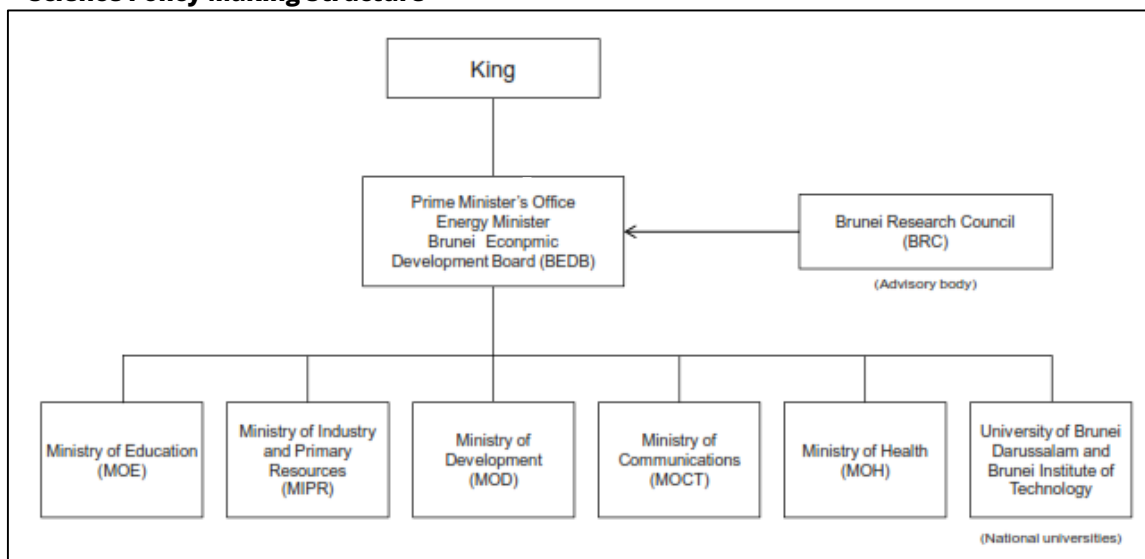 Science Policy Making Structure
King
Prime Minister's Office
Energy Minister
Brunei Econpmic
Development Board (BEDB)
Brunei Research Council
(BRC)
(Advisory body)
Ministry of Education
(MOE)
Ministry of Industry
and Primary
Resources
(MIPR)
Ministry of
Development
(MOD)
Ministry of
Communications
(MOCT)
Ministry of Health
(MOH)
University of Brunei
Darussalam and
Brunei Institute of
Technology
(National universities)